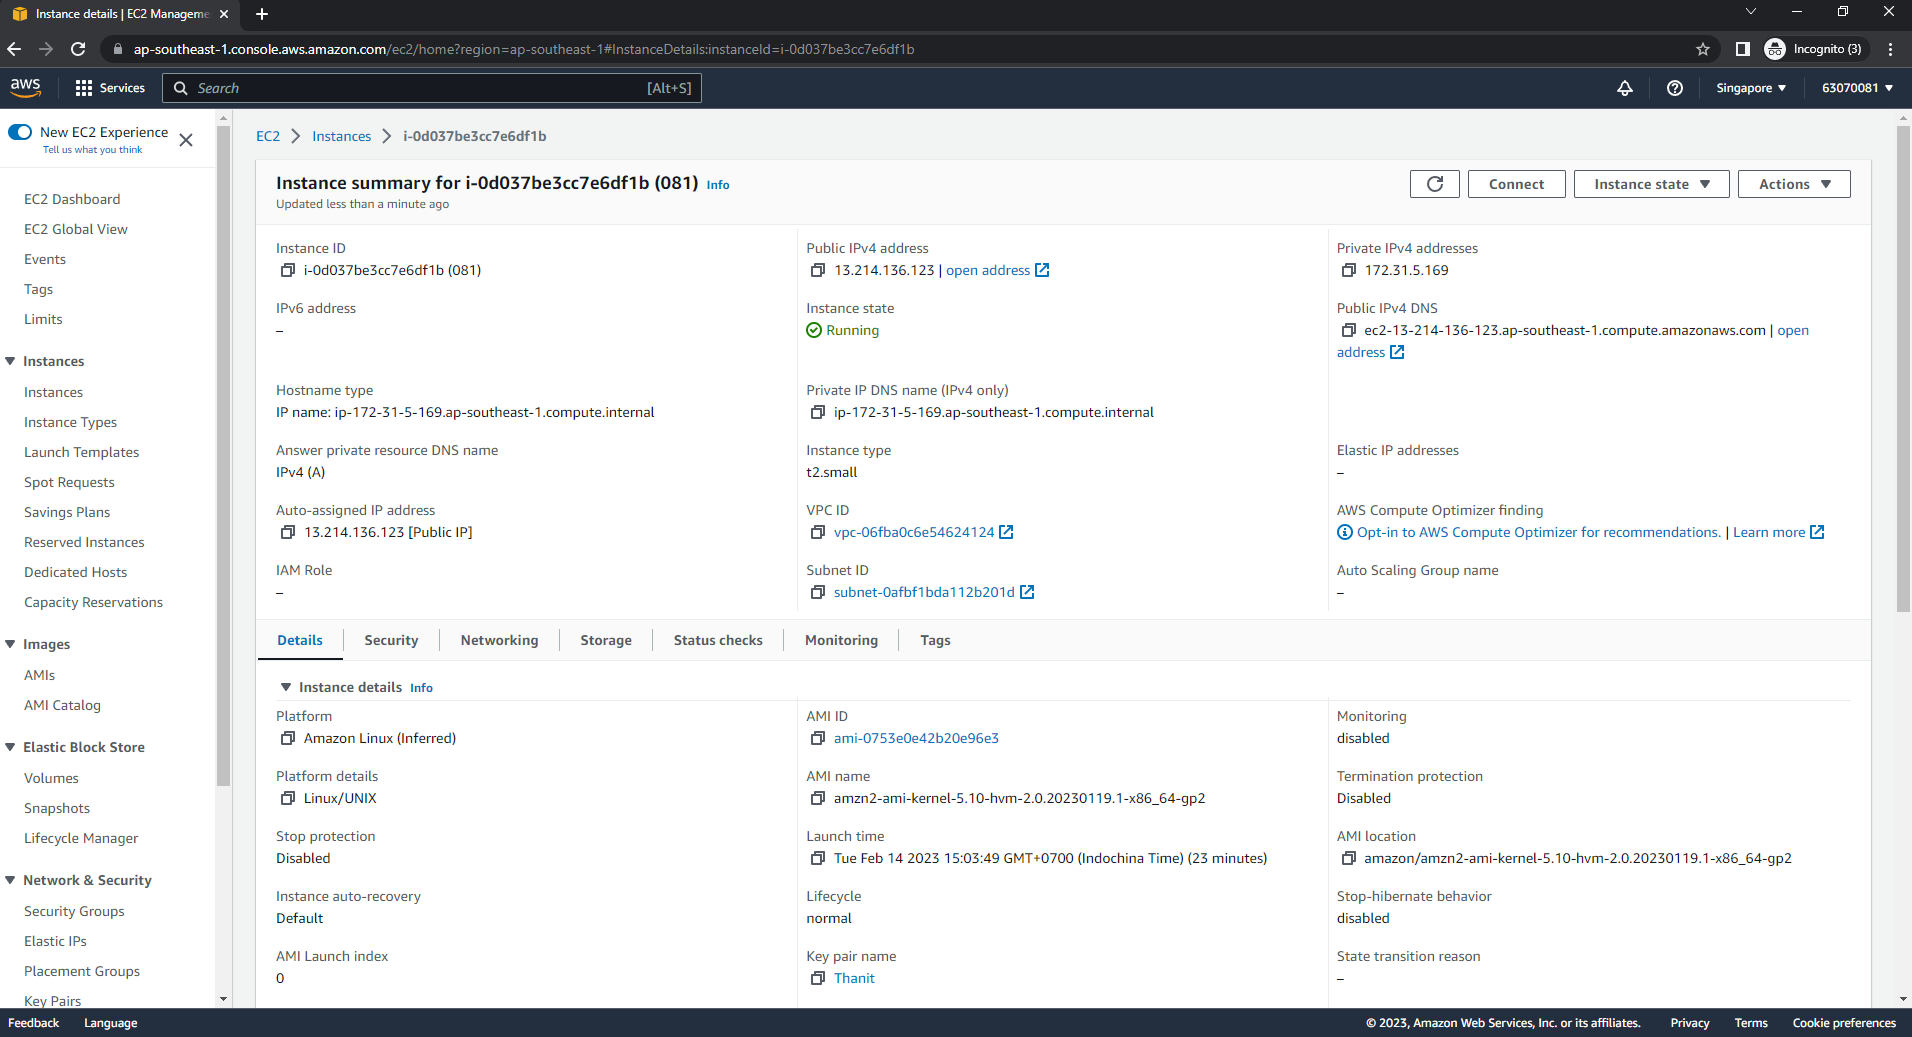 Instance details | EC2 Manageme
ap-southeast-1.console.aws.amazon.com/ec2/home?region=ap-southeast-1#InstanceDetails:instanceId=i-0d037be3cc7e6df1b
Incognito (3)
aws
Services
Search
[Alt+S]
Singapore
63070081
New EC2 Experience
Tell us what you think
EC2 Dashboard
EC2 Global View
Events
Tags
Limits
Instances
Instances
Instance Types
Launch Templates
Spot Requests
Savings Plans
Reserved Instances
Dedicated Hosts
Capacity Reservations
Images
AMIs
AMI Catalog
Elastic Block Store
Volumes
Snapshots
Lifecycle Manager
Network & Security
Security Groups
Elastic IPs
Placement Groups
Key Pairs
EC2 > Instances > i-0d037be3cc7e6df1b
Instance summary for i-0d037be3cc7e6df1b (081) Info
Updated less than a minute ago
Connect
Instance state
Actions
Instance ID
i-0d037be3cc7e6df1b (081)
Public IPv4 address
13.214.136.123 | open address
Private IPv4 addresses
172.31.5.169
IPv6 address
–
Instance state
Running
Public IPv4 DNS
ec2-13-214-136-123.ap-southeast-1.compute.amazonaws.com | open
address
Hostname type
IP name: ip-172-31-5-169.ap-southeast-1.compute.internal
Private IP DNS name (IPv4 only)
ip-172-31-5-169.ap-southeast-1.compute.internal
Answer private resource DNS name
IPv4 (A)
Instance type
t2.small
Elastic IP addresses
–
Auto-assigned IP address
13.214.136.123 [Public IP]
VPC ID
vpc-06fba0c6e54624124
AWS Compute Optimizer finding
Opt-in to AWS Compute Optimizer for recommendations. | Learn more
IAM Role
–
Subnet ID
subnet-0afbf1bda112b201d
Auto Scaling Group name
–
Details
Security
Networking
Storage
Status checks
Monitoring
Tags
Instance details Info
Platform
Amazon Linux (Inferred)
AMI ID
ami-0753e0e42b20e96e3
Monitoring
disabled
Platform details
Linux/UNIX
AMI name
amzn2-ami-kernel-5.10-hvm-2.0.20230119.1-x86_64-gp2
Termination protection
Disabled
Stop protection
Disabled
Launch time
Tue Feb 14 2023 15:03:49 GMT+0700 (Indochina Time) (23 minutes)
AMI location
amazon/amzn2-ami-kernel-5.10-hvm-2.0.20230119.1-x86_64-gp2
Instance auto-recovery
Default
Lifecycle
normal
Stop-hibernate behavior
disabled
AMI Launch index
0
Key pair name
Thanit
State transition reason
–
Feedback
Language
© 2023, Amazon Web Services, Inc. or its affiliates.
Privacy
Terms
Cookie preferences